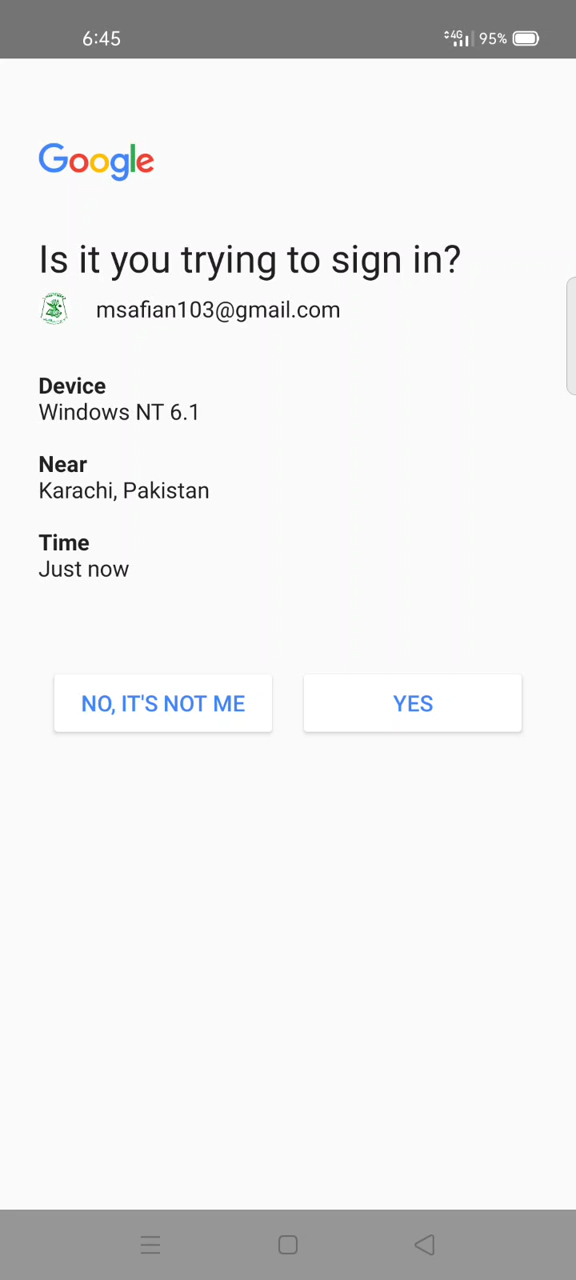 6:45
4G 95%
Google
Is it you trying to sign in?
msafian103@gmail.com
Device
Windows NT 6.1
Near
Karachi, Pakistan
Time
Just now
NO, IT'S NOT ME YES